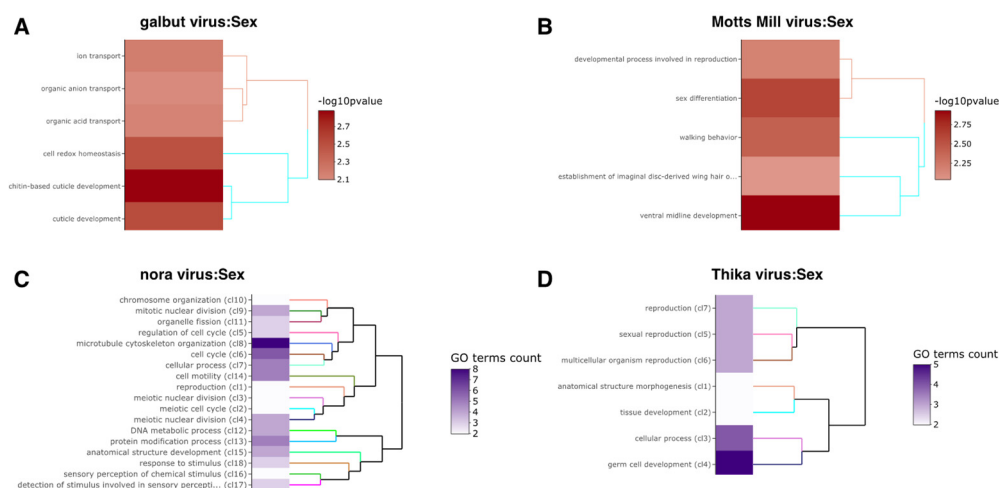 A
galbut virus:Sex
ion transport
organic anion transport
organic acid transport
cell redox homeostasis
chitin-based cuticle development
cuticle development
-log10pvalue
2.7
2.5
2.3
2.1
B
Motts Mill virus:Sex
developmental process involved in reproduction
sex differentiation
walking behavior
establishment of imaginal disc-derived wing hair o...
ventral midline development
-log10pvalue
2.75
2.50
2.25
C
nora virus:Sex
chromosome organization (cl10)
mitotic nuclear division (cl9)
organelle fission (cl11)
regulation of cell cycle (cl5)
microtubule cytoskeleton organization (cl8)
cell cycle (cl6)
cellular process (cl7)
cell motility (cl14)
reproduction (cl1)
meiotic nuclear division (cl3)
meiotic cell cycle (cl2)
meiotic nuclear division (cl4)
DNA metabolic process (cl12)
protein modification process (cl13)
anatomical structure development (cl15)
response to stimulus (cl18)
sensory perception of chemical stimulus (cl16)
detection of stimulus involved in sensory percepti... (cl17)
GO terms count
8
7
6
5
4
3
2
D
Thika virus:Sex
reproduction (cl7)
sexual reproduction (cl5)
multicellular organism reproduction (cl6)
anatomical structure morphogenesis (cl1)
tissue development (cl2)
cellular process (cl3)
germ cell development (cl4)
GO terms count
5
4
3
2